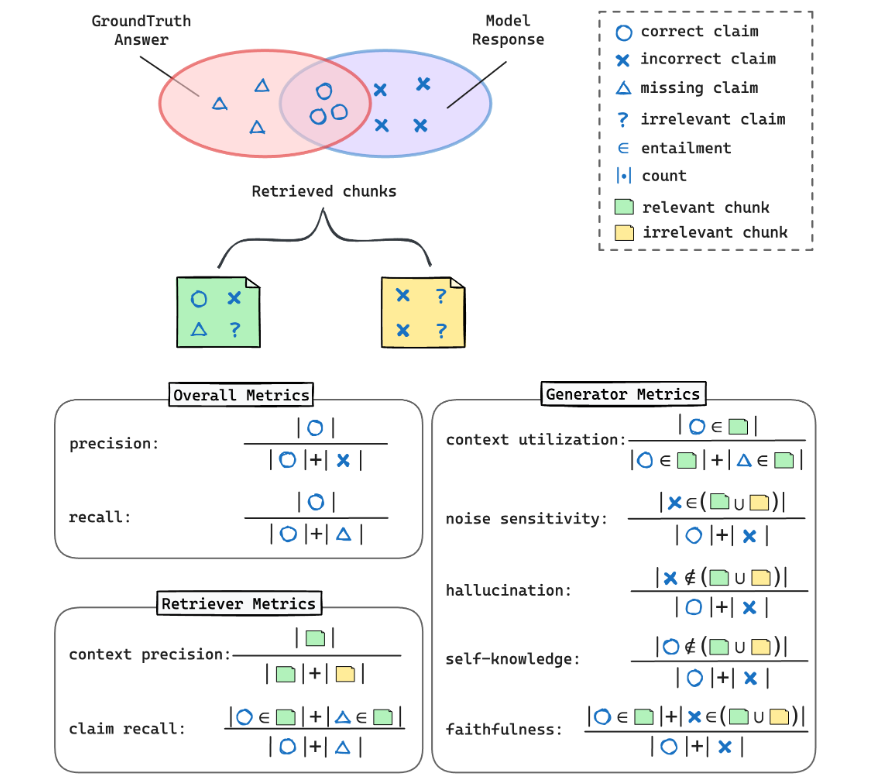 GroundTruth
Answer
Model
Response
correct claim
incorrect claim
missing claim
? irrelevant claim
∈ entailment
|•| count
relevant chunk
irrelevant chunk
Retrieved chunks
?
?
?
Overall Metrics
precision:
| ○ |
| ○ |+| × |
recall:
| ○ |
| ○ |+| △ |
Retriever Metrics
context precision:
| |
| |+| |
claim recall:
|○ ∈ |+|△ ∈ |
| ○ |+| △ |
Generator Metrics
context utilization:
| ○ ∈ |
|○ ∈ |+|△ ∈ |
noise sensitivity:
|× ∈( ∪ )|
| ○ |+| × |
hallucination:
|× ∉( ∪ )|
| ○ |+| × |
self-knowledge:
|○ ∉( ∪ )|
| ○ |+| × |
faithfulness:
|○ ∈ |+|× ∈( ∪ )|
| ○ |+| × |